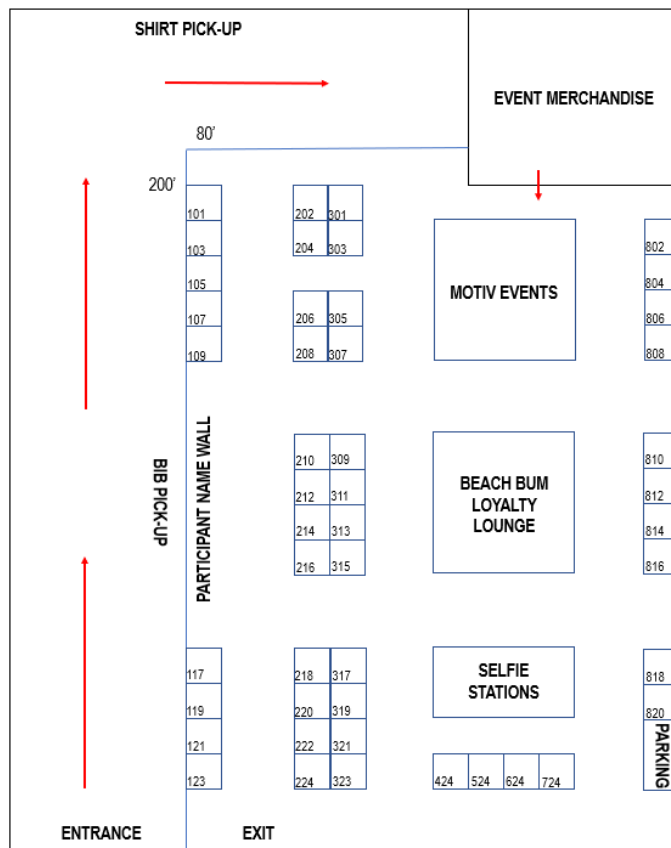 SHIRT PICK-UP
EVENT MERCHANDISE
80’
200’
101
202 301
103
204 303
MOTIV EVENTS
802
804
105
107
206 305
806
109
208 307
808
BIB PICK-UP
PARTICIPANT NAME WALL
210 309
212 311
214 313
216 315
BEACH BUM
LOYALTY
LOUNGE
810
812
814
816
117
218 317
119
220 319
121
222 321
123
224 323
SELFIE
STATIONS
818
820
424 524 624 724
PARKING
ENTRANCE
EXIT